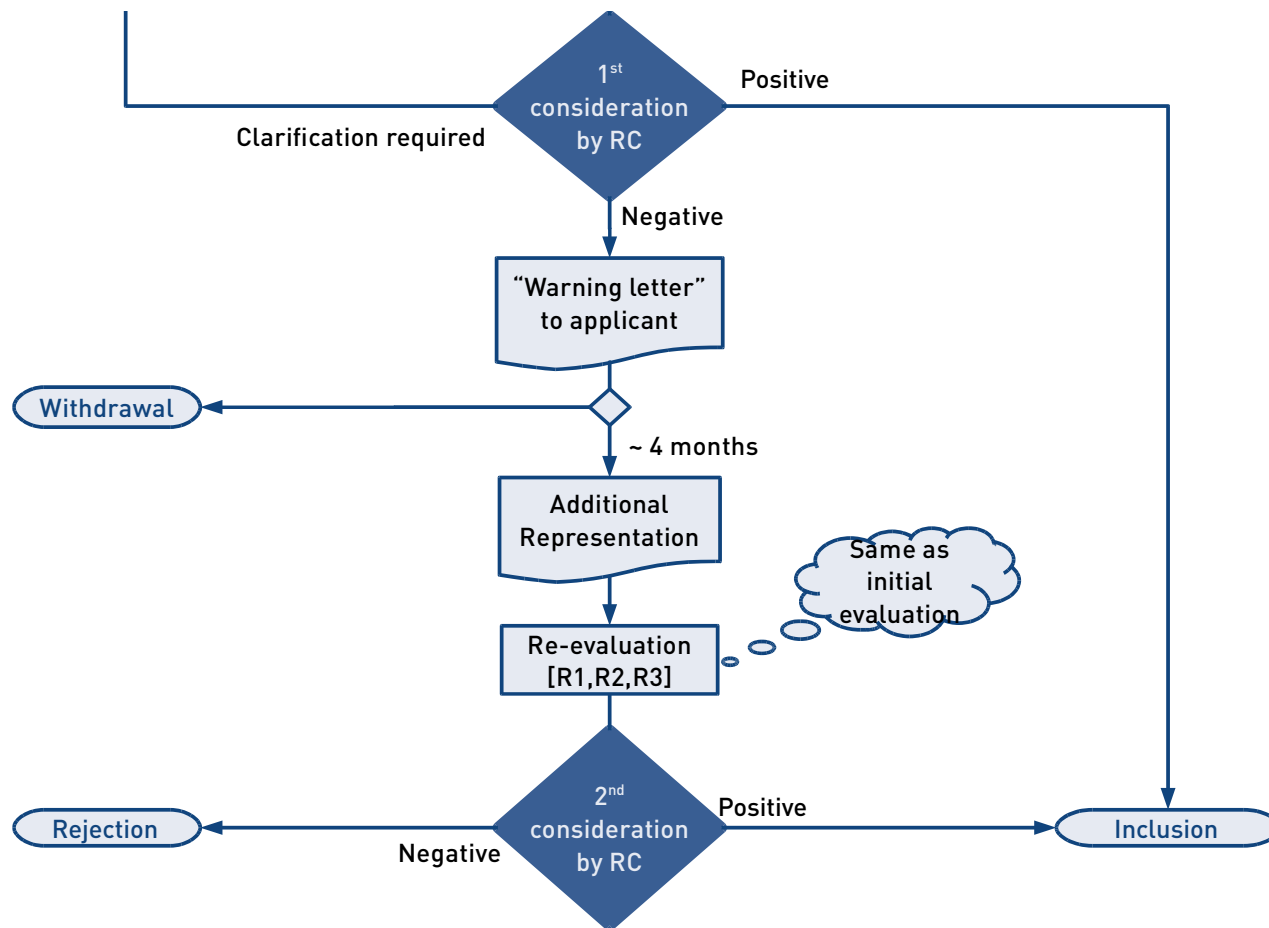 1st
consideration
by RC
Positive
Clarification required
Negative
“Warning letter”
to applicant
Withdrawal
~ 4 months
Additional
Representation
Same as
initial
evaluation
Re-evaluation
[R1,R2,R3]
2nd
consideration
by RC
Positive
Negative
Rejection
Inclusion